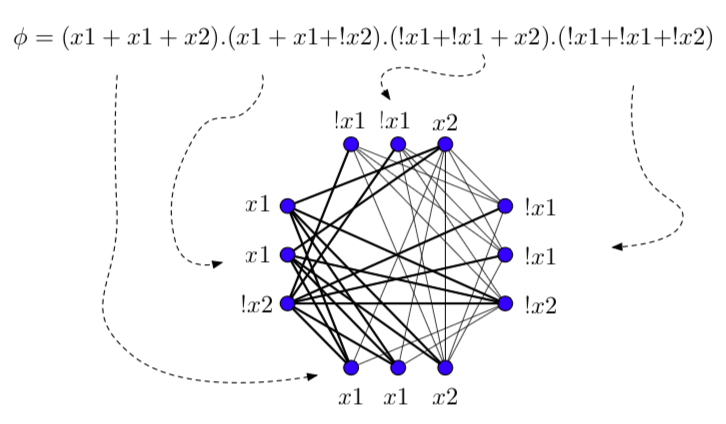 ϕ = (x1 + x1 + x2).(x1 + x1+!x2).(!x1+!x1 + x2).(!x1+!x1+!x2)
!x1 !x1 x2
x1
!x1
x1
!x1
!x2
!x2
x1 x1 x2